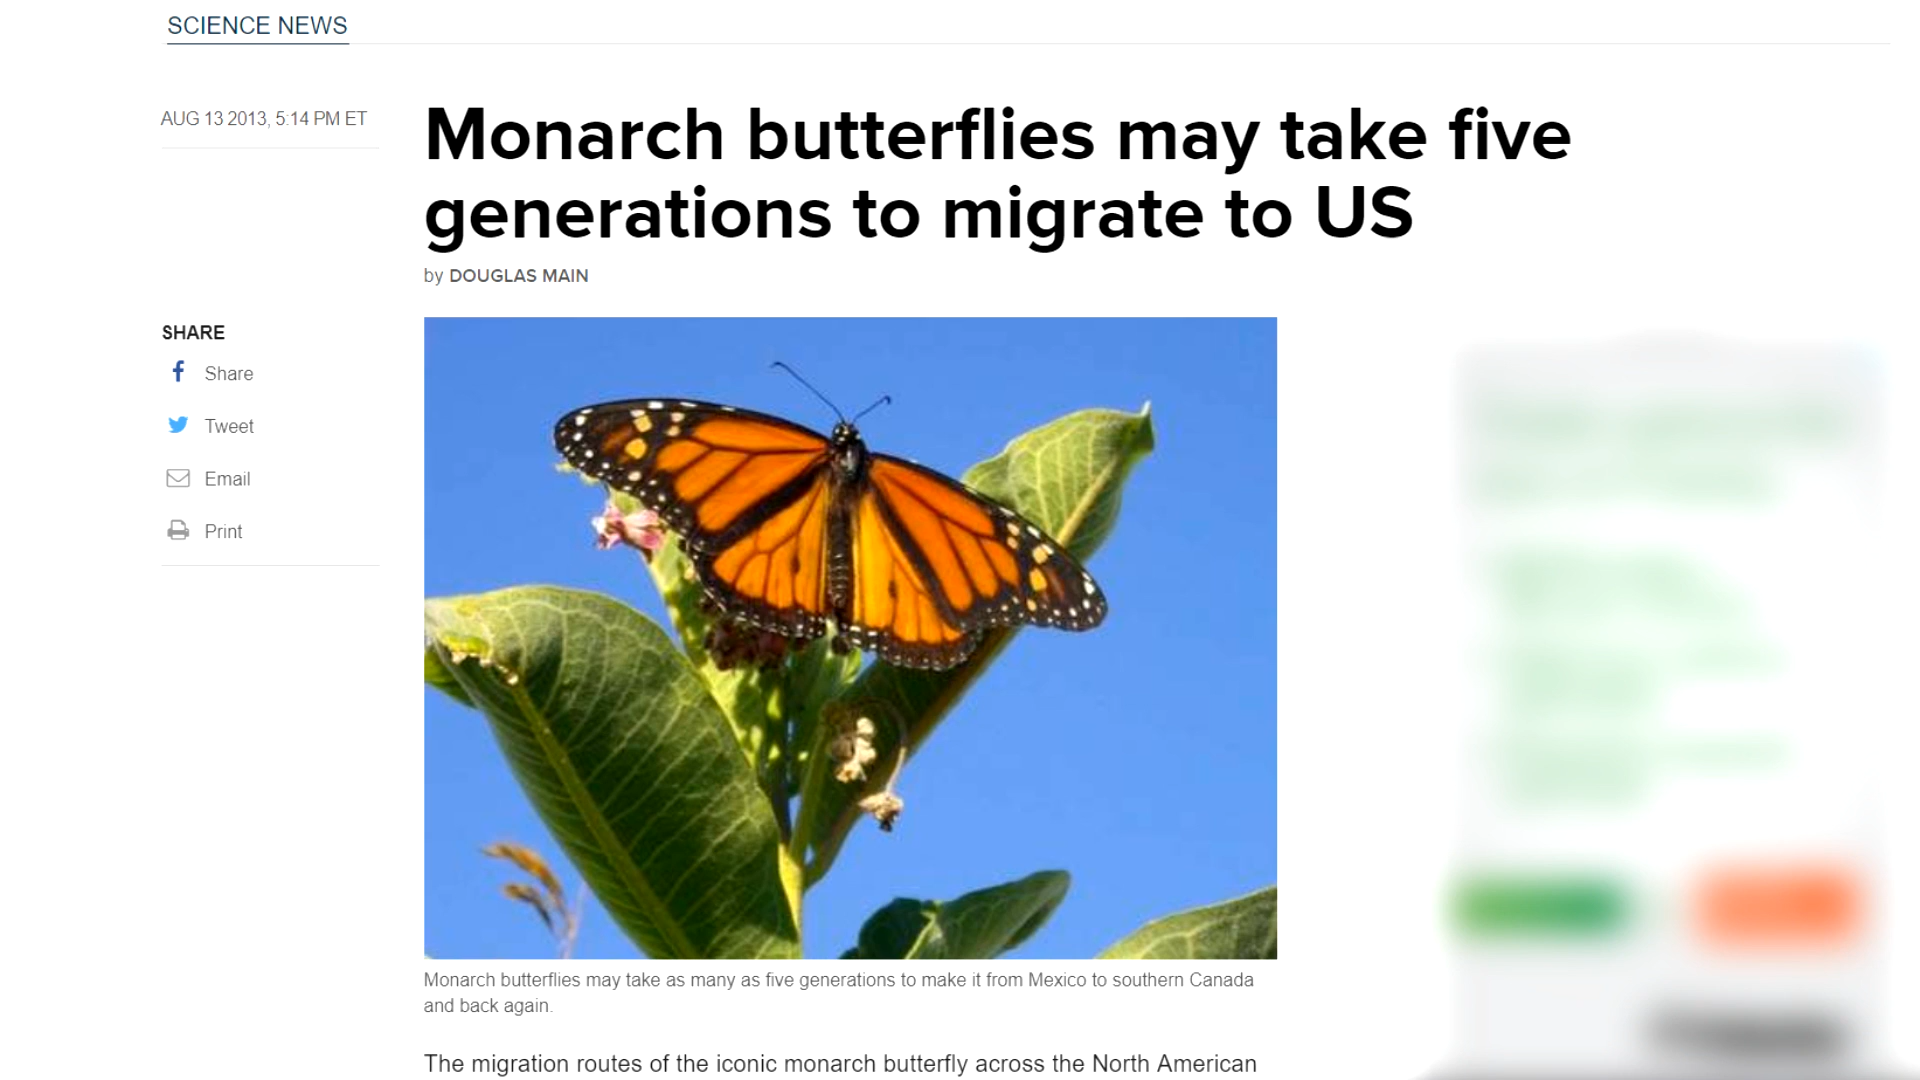 SCIENCE NEWS
AUG 13 2013, 5:14 PM ET
Monarch butterflies may take five
generations to migrate to US
by DOUGLAS MAIN
SHARE
Share
Tweet
Email
Print
Monarch butterflies may take as many as five generations to make it from Mexico to southern Canada
and back again.
The migration routes of the iconic monarch butterfly across the North American